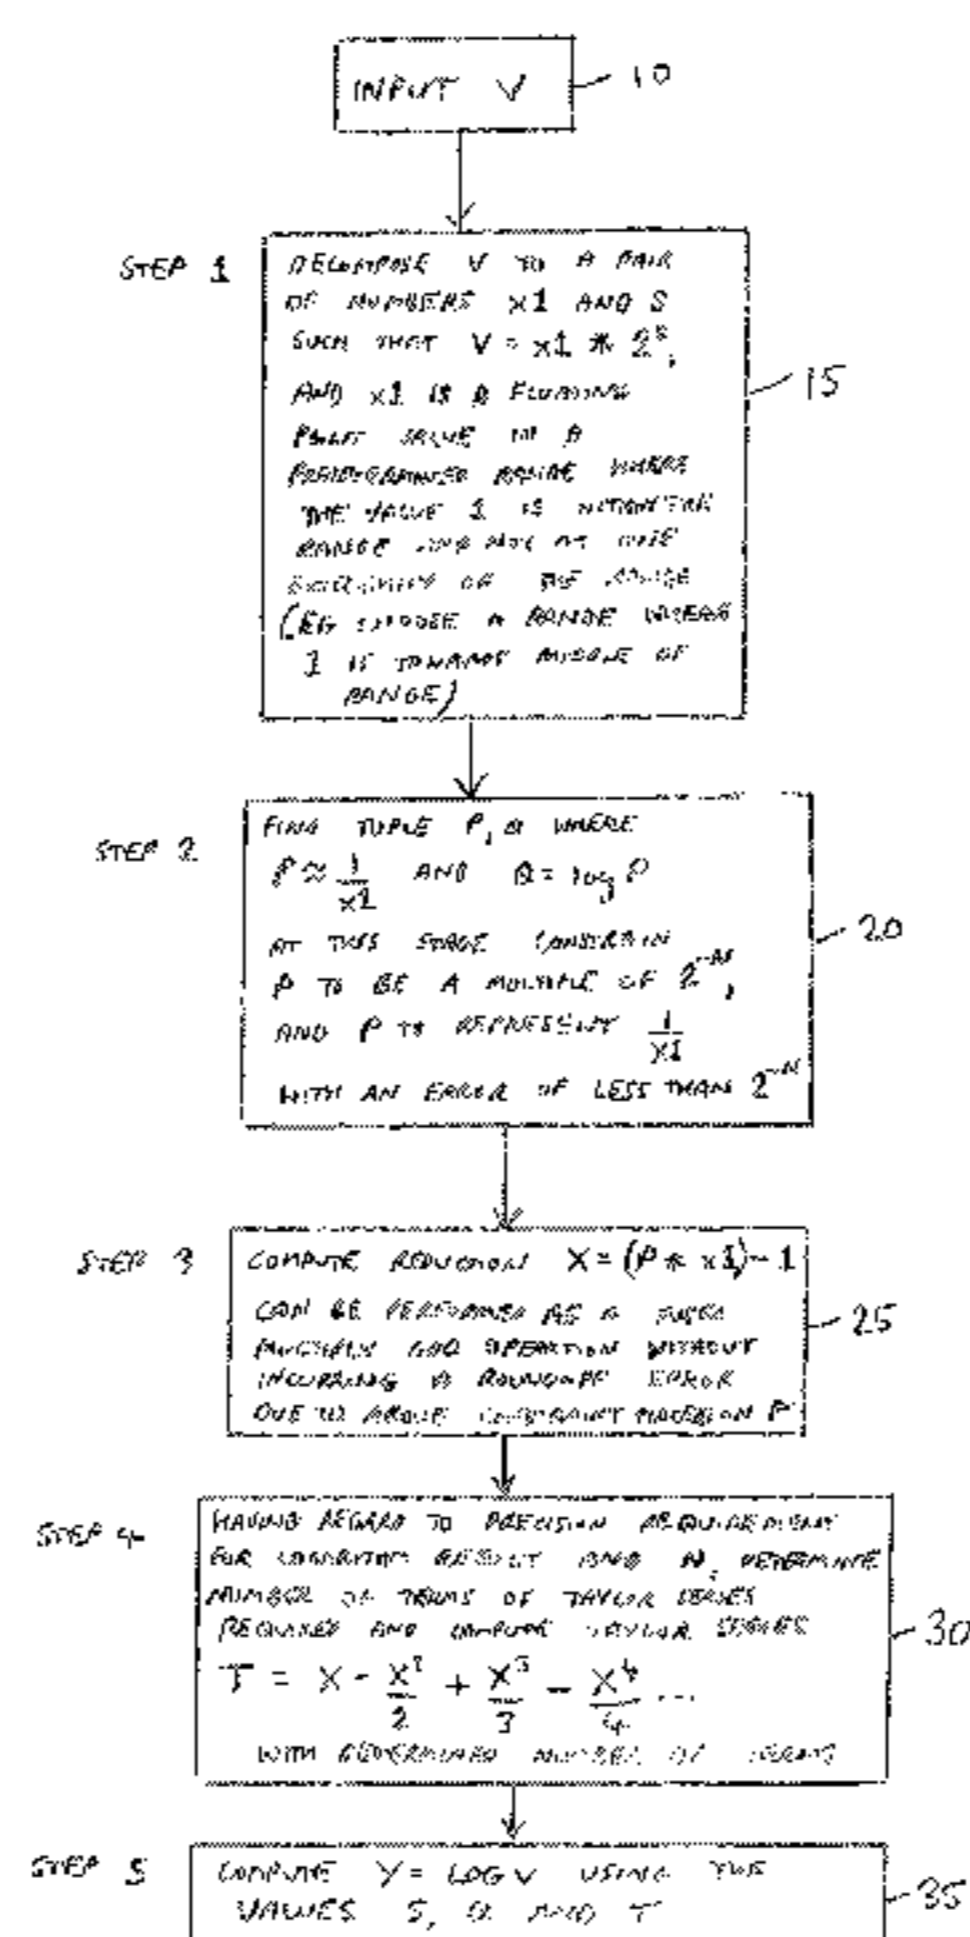 INPUT V
10
STEP 1
DECOMPOSE V TO A PAIR
OF NUMBERS x1 AND S
SUCH THAT V = x1 * 2^S,
AND x1 IS A FLOATING
POINT VALUE IN A
PREDETERMINED RANGE WHERE
THE VALUE 1 IS WITHIN THE
RANGE AND NOT AT ONE
EXTREMITY OF THE RANGE
(EG CHOOSE A RANGE WHERE
1 IS TOWARDS MIDDLE OF
RANGE)
15
STEP 2
FIND TUPLE P, Q WHERE
P ≈ 1/x1 AND Q = log P
AT THIS STAGE CONSTRAIN
P TO BE A MULTIPLE OF 2^-N,
AND P TO REPRESENT 1/x1
WITH AN ERROR OF LESS THAN 2^-N
20
STEP 3
COMPUTE REDUCTION X = (P * x1) - 1
CAN BE PERFORMED AS A FUSED
MULTIPLY ADD OPERATION WITHOUT
INCURRING A ROUNDOFF ERROR
DUE TO ABOVE CONSTRAINT PLACED ON P
25
STEP 4
HAVING REGARD TO PRECISION REQUIREMENT
FOR LOGARITHM RESULT AND N, DETERMINE
NUMBER OF TERMS OF TAYLOR SERIES
REQUIRED AND COMPUTE TAYLOR SERIES
T = X - X^2/2 + X^3/3 - X^4/4 ...
WITH DETERMINED NUMBER OF TERMS
30
STEP 5
COMPUTE Y = LOG V USING THE
VALUES S, Q AND T
35